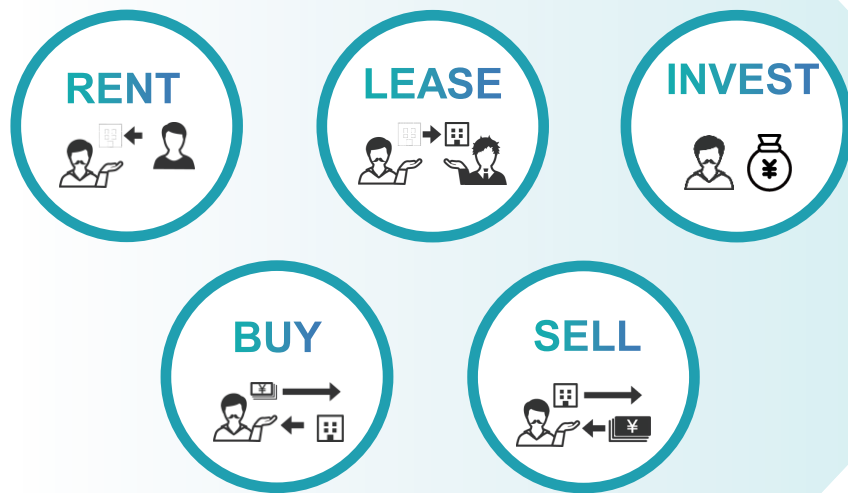 RENT
LEASE
INVEST
¥
BUY
¥
SELL
¥